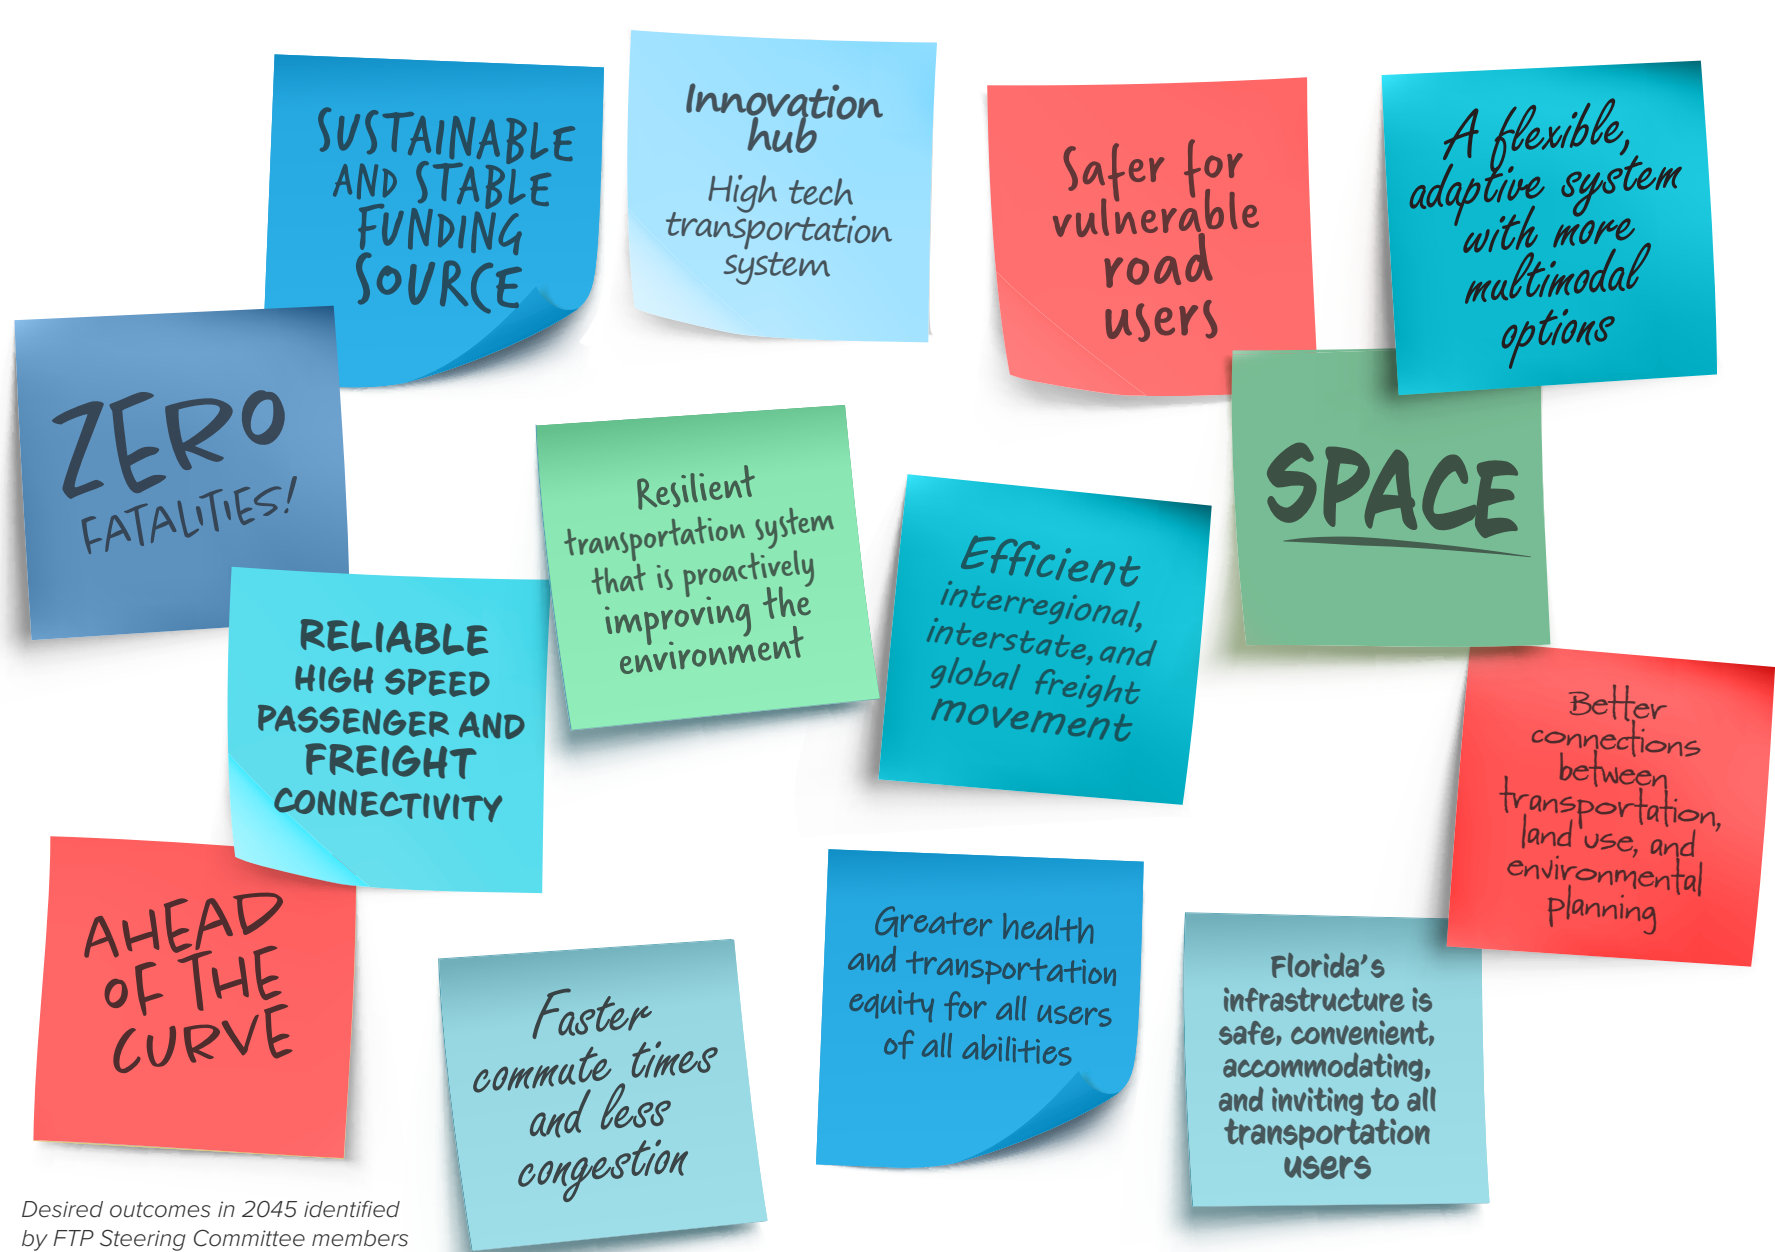 SUSTAINABLE
AND STABLE
FUNDING
SOURCE
Innovation
hub
High tech
transportation
system
Safer for
vulnerable
road
users
A flexible,
adaptive system
with more
multimodal
options
ZERO
FATALITIES!
Resilient
transportation system
that is proactively
improving the
environment
Efficient
interregional,
interstate, and
global freight
movement
SPACE
RELIABLE
HIGH SPEED
PASSENGER AND
FREIGHT
CONNECTIVITY
Better
connections
between
transportation,
land use, and
environmental
planning
AHEAD
OF THE
CURVE
Faster
commute times
and less
congestion
Greater health
and transportation
equity for all users
of all abilities
Florida's
infrastructure is
safe, convenient,
accommodating,
and inviting to all
transportation
users
Desired outcomes in 2045 identified
by FTP Steering Committee members